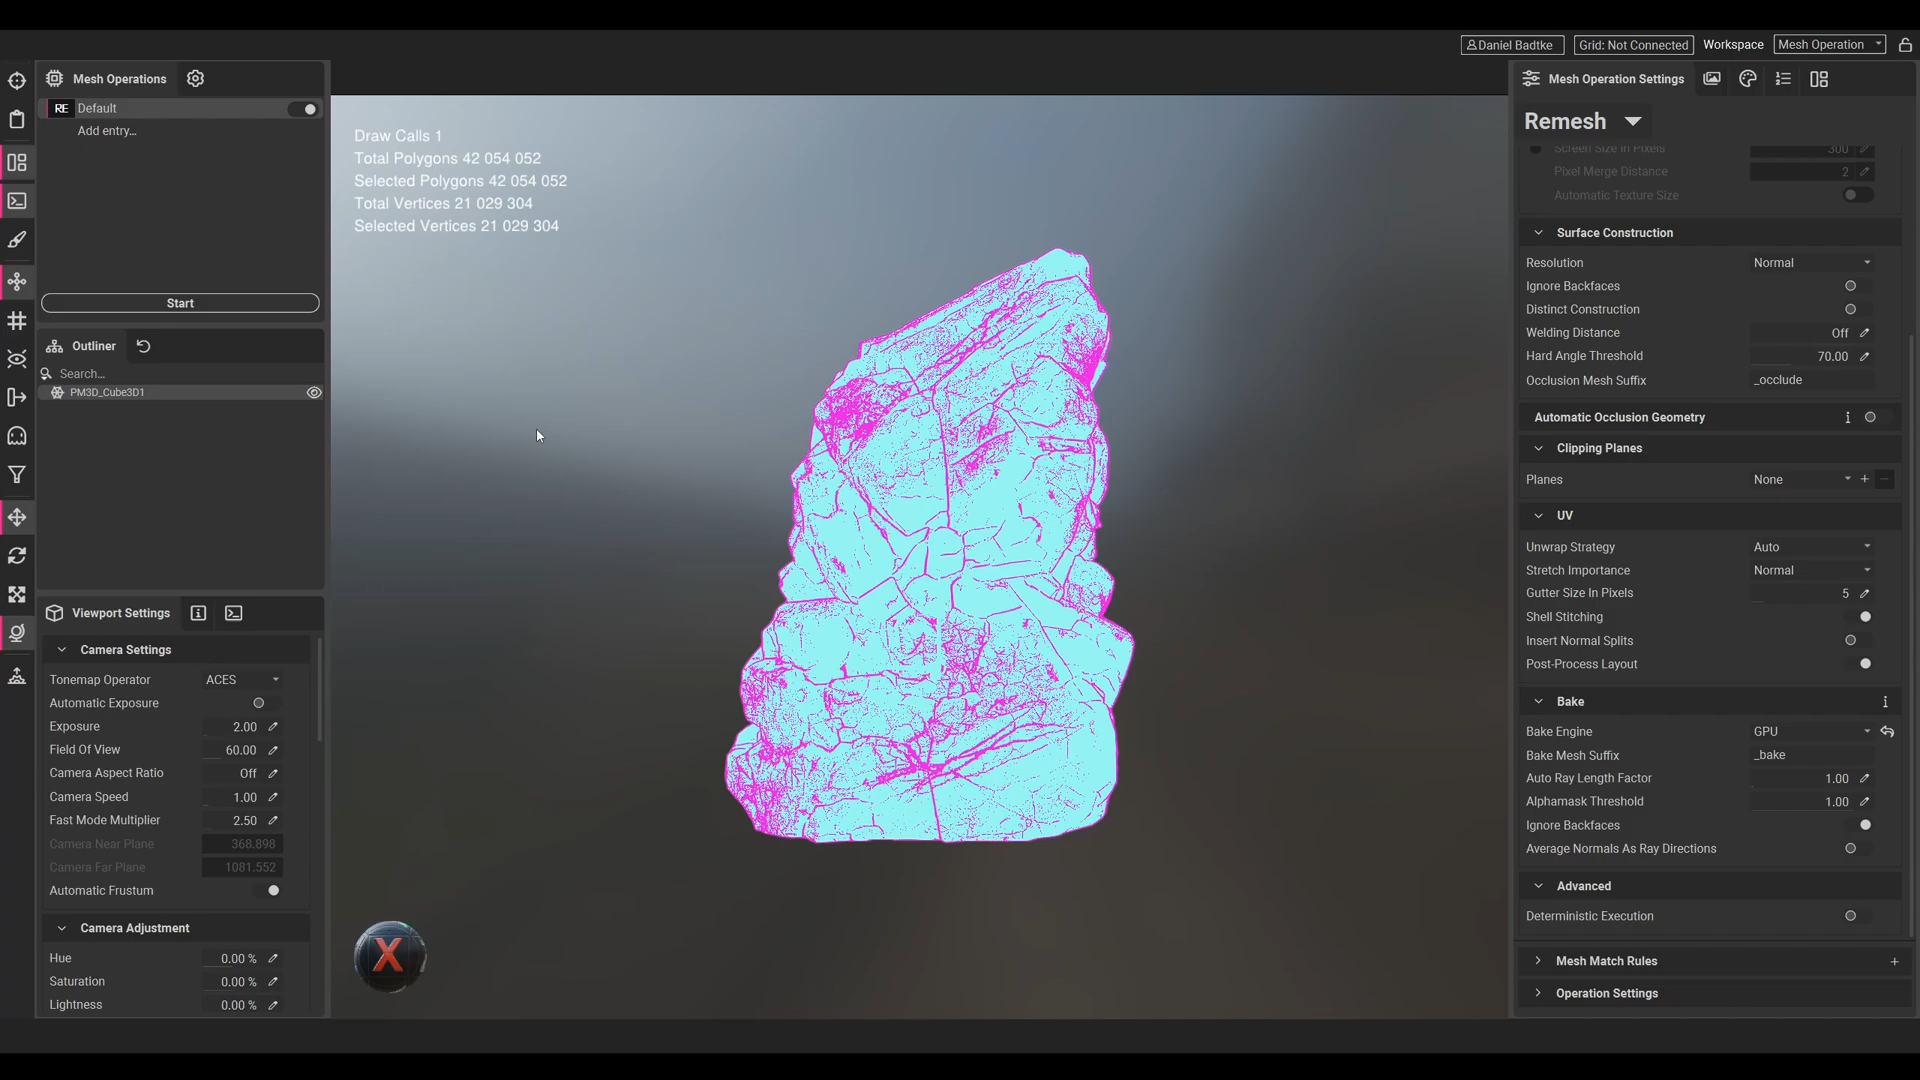 Daniel Badtke
Grid: Not Connected
Workspace
Mesh Operation
Mesh Operations
RE Default
Add entry...
Start
Outliner
Search...
PM3D_Cube3D1
Viewport Settings
Camera Settings
Tonemap Operator ACES
Automatic Exposure
Exposure 2.00
Field Of View 60.00
Camera Aspect Ratio Off
Camera Speed 1.00
Fast Mode Multiplier 2.50
Camera Near Plane 368.898
Camera Far Plane 1081.552
Automatic Frustum
Camera Adjustment
Hue 0.00 %
Saturation 0.00 %
Lightness 0.00 %
Draw Calls 1
Total Polygons 42 054 052
Selected Polygons 42 054 052
Total Vertices 21 029 304
Selected Vertices 21 029 304
X
Mesh Operation Settings
Remesh
Screen Size In Pixels 300
Pixel Merge Distance 2
Automatic Texture Size
Surface Construction
Resolution Normal
Ignore Backfaces
Distinct Construction
Welding Distance Off
Hard Angle Threshold 70.00
Occlusion Mesh Suffix _occlude
Automatic Occlusion Geometry i
Clipping Planes
Planes None + −
UV
Unwrap Strategy Auto
Stretch Importance Normal
Gutter Size In Pixels 5
Shell Stitching
Insert Normal Splits
Post-Process Layout
Bake i
Bake Engine GPU
Bake Mesh Suffix _bake
Auto Ray Length Factor 1.00
Alphamask Threshold 1.00
Ignore Backfaces
Average Normals As Ray Directions
Advanced
Deterministic Execution
Mesh Match Rules +
Operation Settings